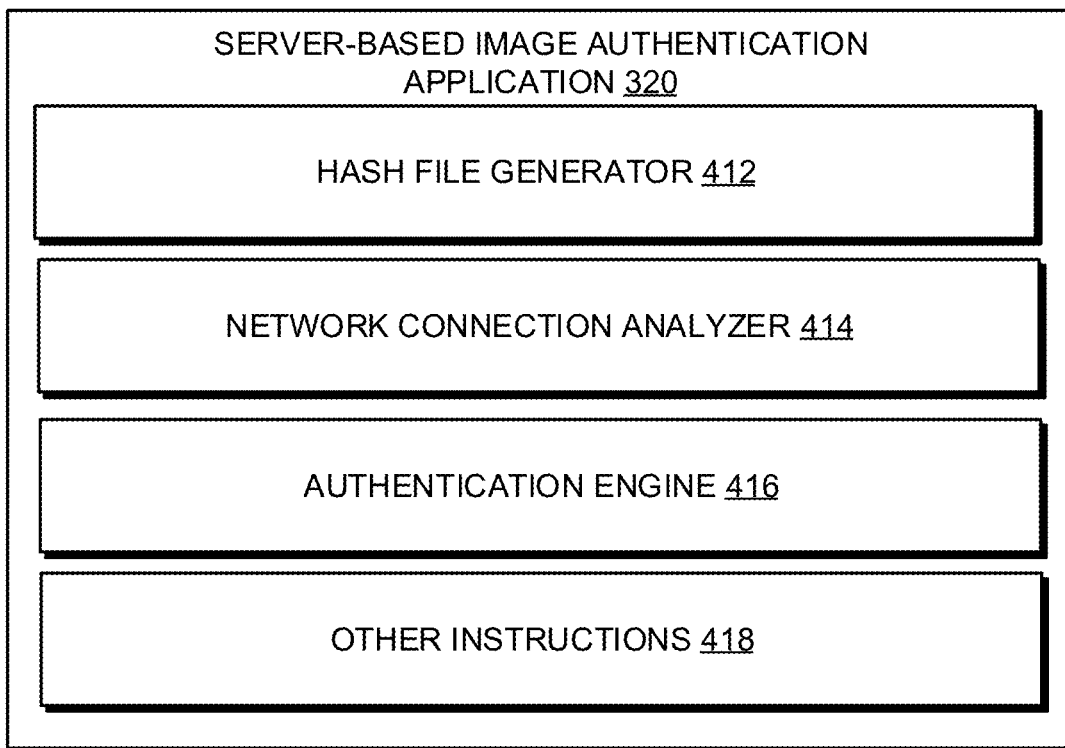 SERVER-BASED IMAGE AUTHENTICATION
APPLICATION 320
HASH FILE GENERATOR 412
NETWORK CONNECTION ANALYZER 414
AUTHENTICATION ENGINE 416
OTHER INSTRUCTIONS 418